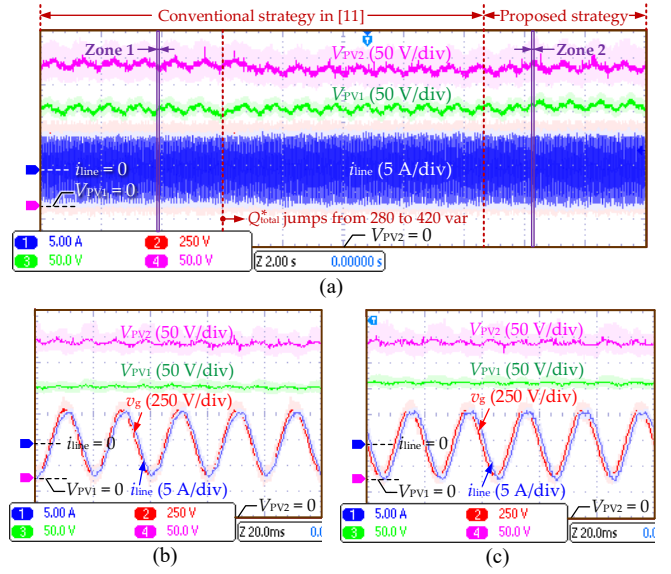 Conventional strategy in [11] Proposed strategy
Zone 1 Zone 2
T
VPV2 (50 V/div)
VPV1 (50 V/div)
iline = 0
iline (5 A/div)
VPV1 = 0
Q*total jumps from 280 to 420 var
VPV2 = 0
1 5.00 A 2 250 V
3 50.0 V 4 50.0 V
Z 2.00 s 0.00000 s
(a)
VPV2 (50 V/div)
VPV1 (50 V/div)
vg (250 V/div)
iline = 0
VPV1 = 0
iline (5 A/div)
VPV2 = 0
1 5.00 A 2 250 V
3 50.0 V 4 50.0 V
Z 20.0ms 0.0
(b)
VPV2 (50 V/div)
VPV1 (50 V/div)
vg (250 V/div)
iline = 0
VPV1 = 0
iline (5 A/div)
VPV2 = 0
1 5.00 A 2 250 V
3 50.0 V 4 50.0 V
Z 20.0ms 0.0
(c)